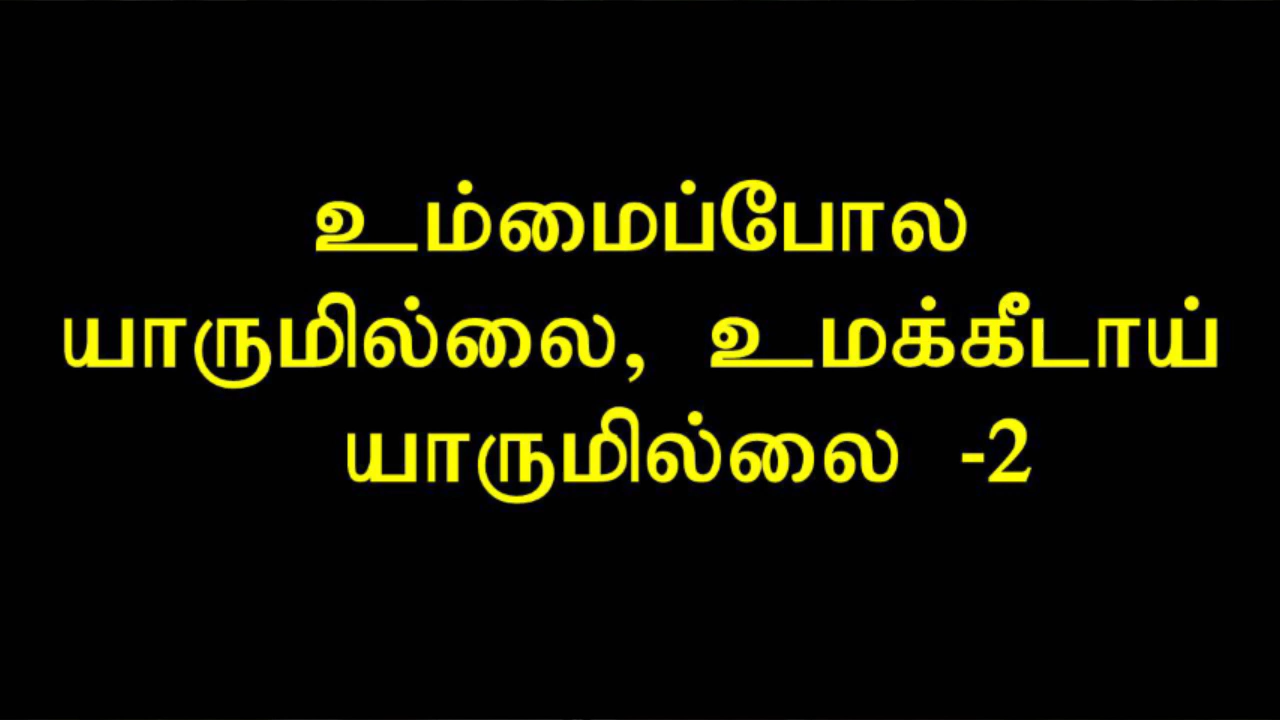 உம்மைப்போல
யாருமில்லை, உமக்கீடாய்
யாருமில்லை -2